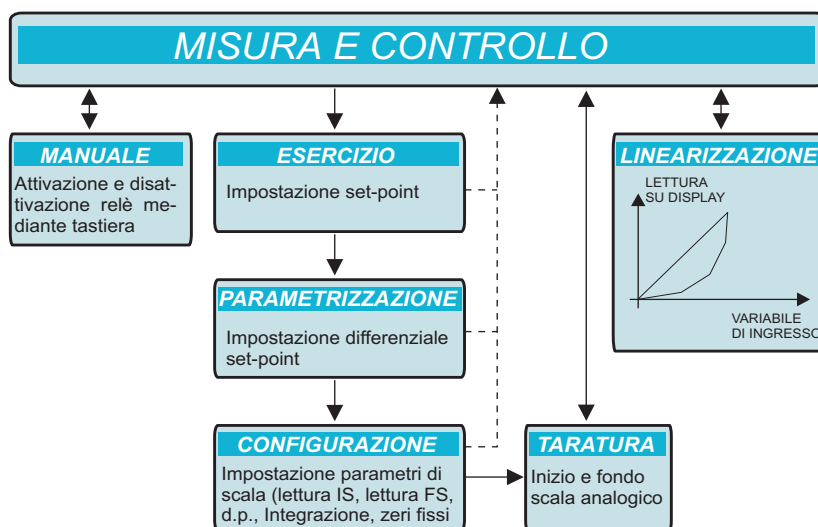 MISURA E CONTROLLO
MANUALE
Attivazione e disat-
tivazione relè me-
diante tastiera
ESERCIZIO
Impostazione set-point
PARAMETRIZZAZIONE
Impostazione differenziale
set-point
CONFIGURAZIONE
Impostazione parametri di
scala (lettura IS, lettura FS,
d.p., Integrazione, zeri fissi
TARATURA
Inizio e fondo
scala analogico
LINEARIZZAZIONE
LETTURA
SU DISPLAY
VARIABILE
DI INGRESSO